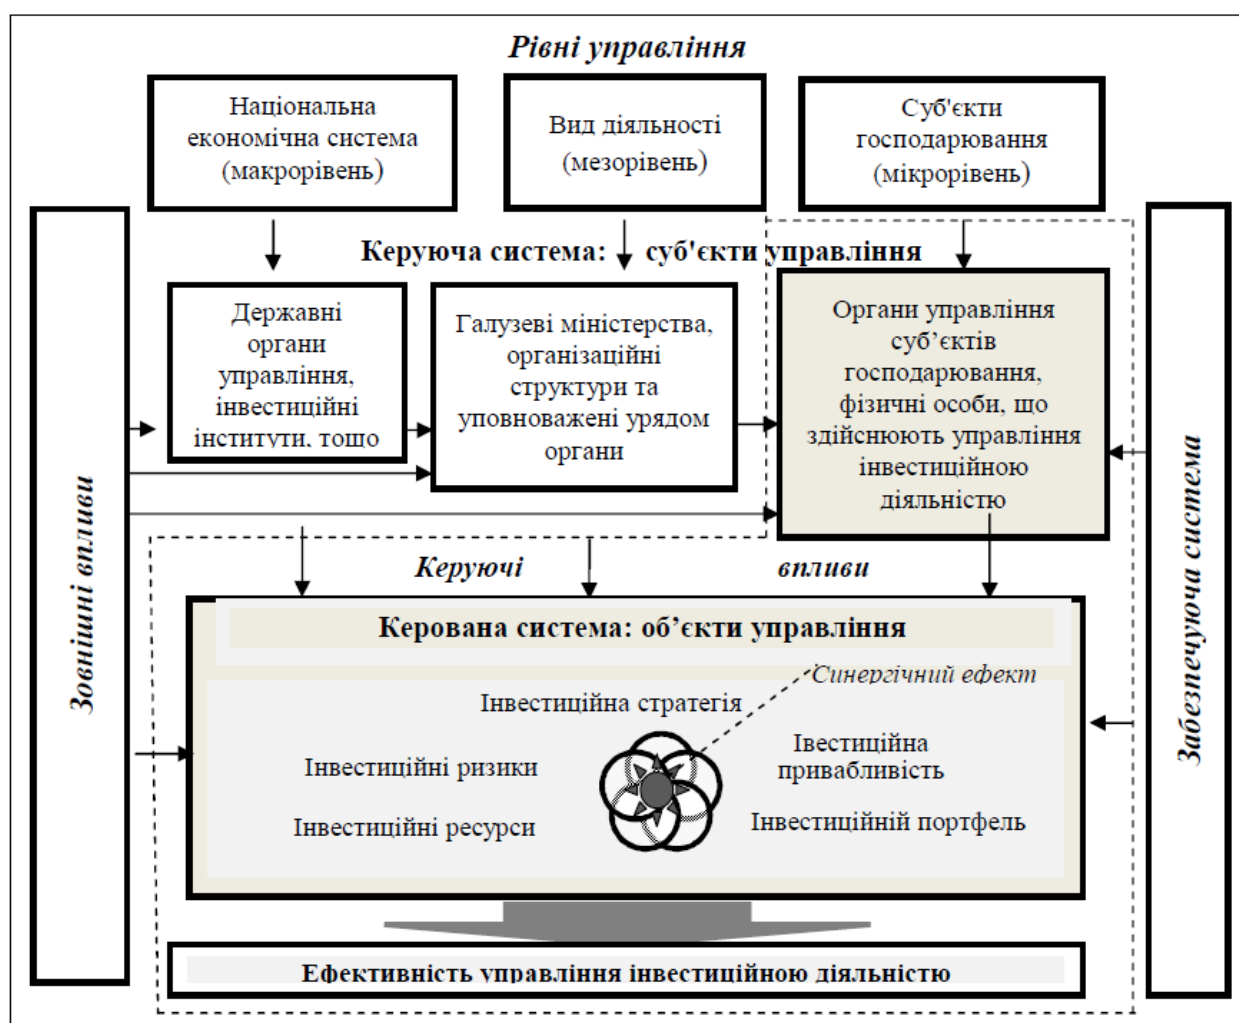 Рівні управління
Національна
економічна система
(макрорівень)
Вид діяльності
(мезорівень)
Суб'єкти
господарювання
(мікрорівень)
Керуюча система: суб'єкти управління
Державні
органи
управління,
інвестиційні
інститути, тощо
Галузеві міністерства,
організаційні
структури та
уповноважені урядом
органи
Органи управління
суб’єктів
господарювання,
фізичні особи, що
здійснюють управління
інвестиційною
діяльністю
Зовнішні впливи
Забезпечуюча система
Керуючі впливи
Керована система: об’єкти управління
Синергічний ефект
Інвестиційна стратегія
Інвестиційні ризики
Івестиційна
привабливість
Інвестиційні ресурси
Інвестиційній портфель
Ефективність управління інвестиційною діяльністю